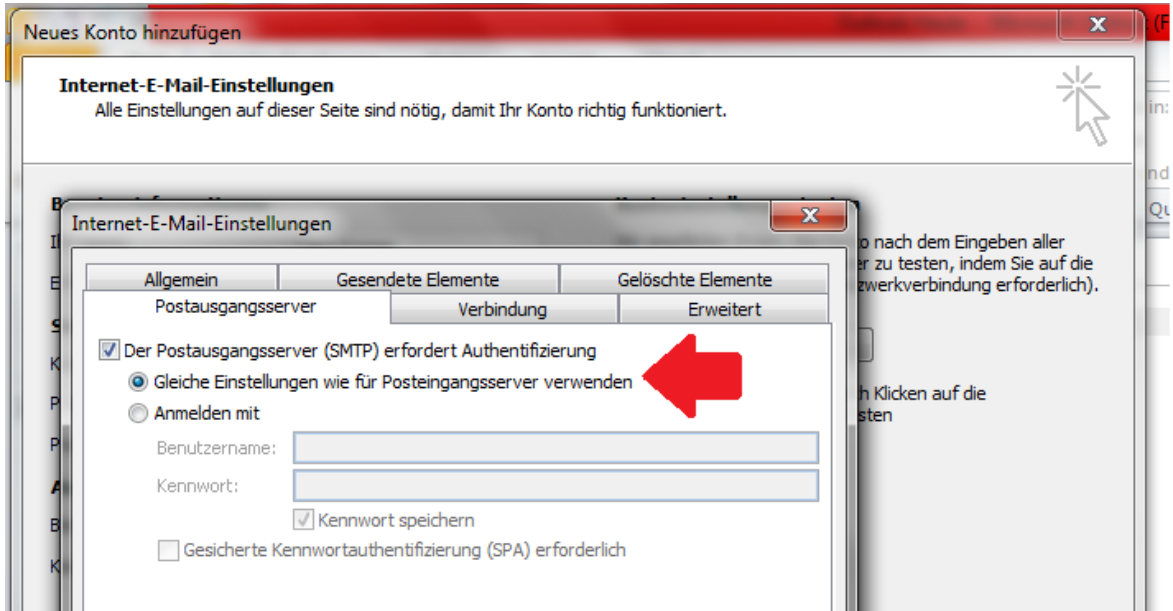 Neues Konto hinzufügen
Internet-E-Mail-Einstellungen
Alle Einstellungen auf dieser Seite sind nötig, damit Ihr Konto richtig funktioniert.
in:
Qu
Internet-E-Mail-Einstellungen
nach dem Eingeben aller
zu testen, indem Sie auf die
erforderlich).
Klicken auf die
Allgemein
Gesendete Elemente
Gelöschte Elemente
Postausgangsserver
Verbindung
Erweitert
Der Postausgangsserver (SMTP) erfordert Authentifizierung
Gleiche Einstellungen wie für Posteingangsserver verwenden
Anmelden mit
Benutzername:
Kennwort:
Kennwort speichern
Gesicherte Kennwortauthentifizierung (SPA) erforderlich